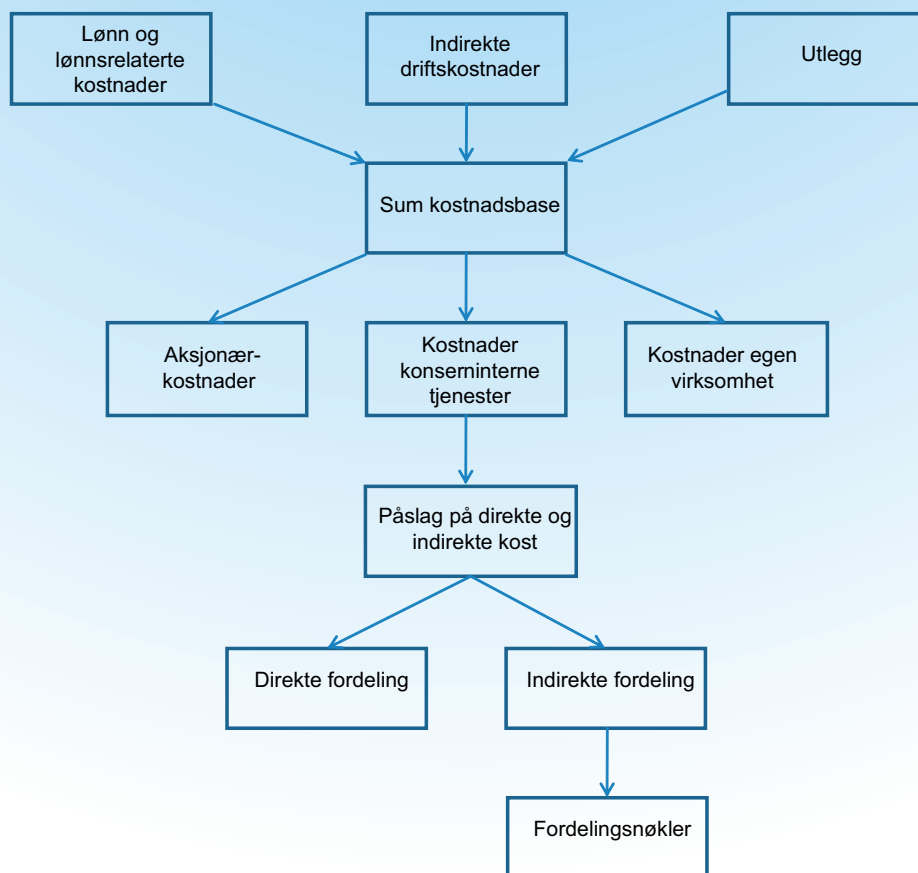 Lønn og
lønnsrelaterte
kostnader
Indirekte
driftskostnader
Utlegg
Sum kostnadsbase
Aksjonær-
kostnader
Kostnader
konserninterne
tjenester
Kostnader egen
virksomhet
Påslag på direkte og
indirekte kost
Direkte fordeling
Indirekte fordeling
Fordelingsnøkler